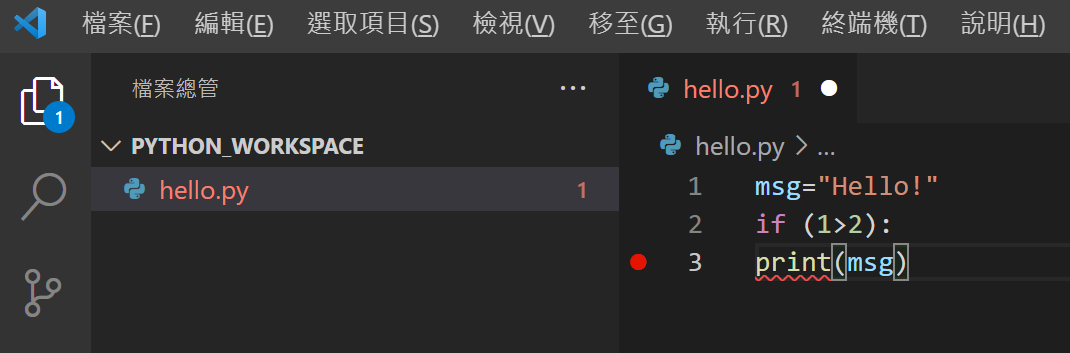 檔案(F) 編輯(E) 選取項目(S) 檢視(V) 移至(G) 執行(R) 終端機(T) 說明(H)
1
檔案總管 ...
PYTHON_WORKSPACE
hello.py 1
hello.py 1
hello.py > ...
1 msg="Hello!"
2 if (1>2):
3 print(msg)